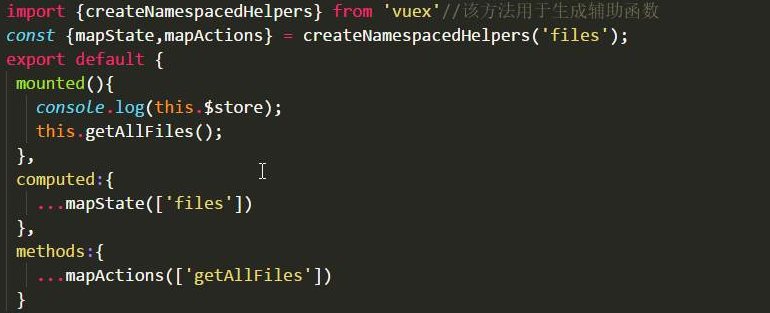 import {createNamespacedHelpers} from 'vuex'//该方法用于生成辅助函数
const {mapState,mapActions} = createNamespacedHelpers('files');
export default {
mounted(){
console.log(this.$store);
this.getAllFiles();
},
computed:{
...mapState(['files'])
},
methods:{
...mapActions(['getAllFiles'])
}